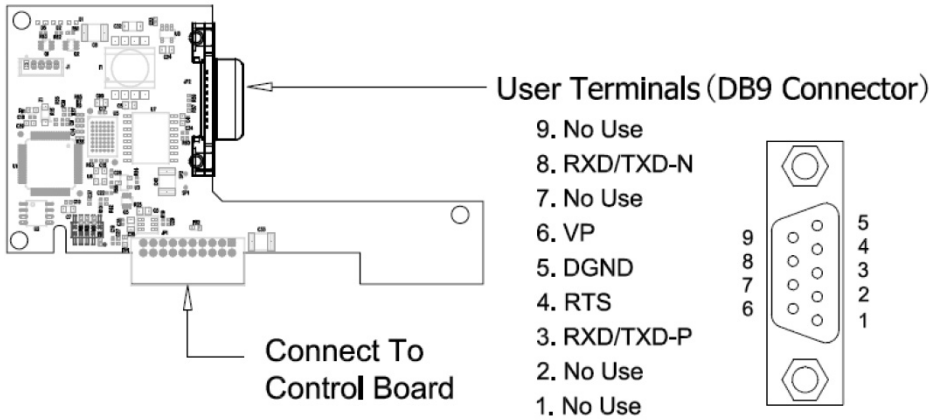 User Terminals (DB9 Connector)
9. No Use
8. RXD/TXD-N
7. No Use
6. VP
5. DGND
4. RTS
3. RXD/TXD-P
2. No Use
1. No Use
9
8
7
6
5
4
3
2
1
Connect To
Control Board